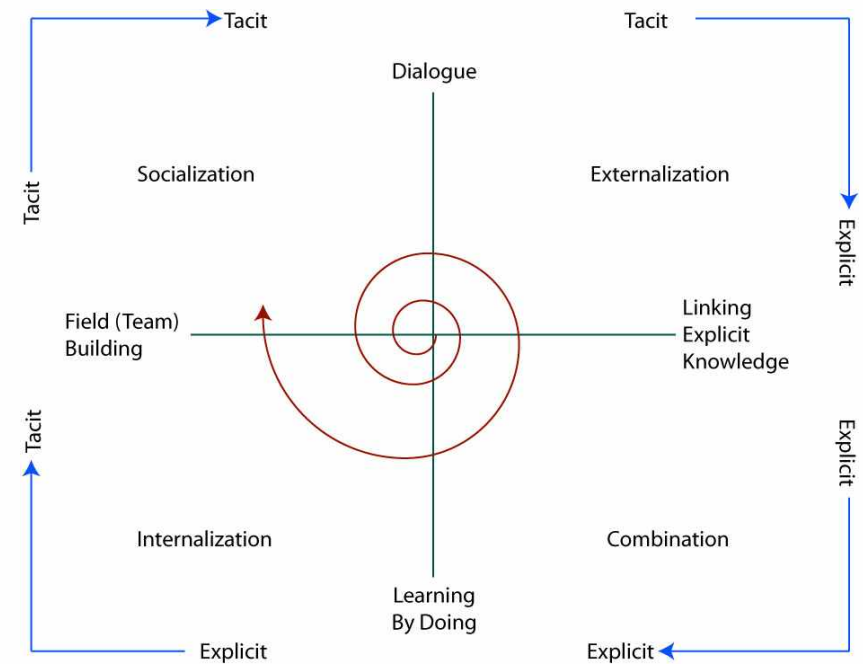 Tacit
Tacit
Dialogue
Socialization
Externalization
Tacit
Explicit
Field (Team)
Building
Linking
Explicit
Knowledge
Tacit
Explicit
Internalization
Combination
Learning
By Doing
Explicit
Explicit